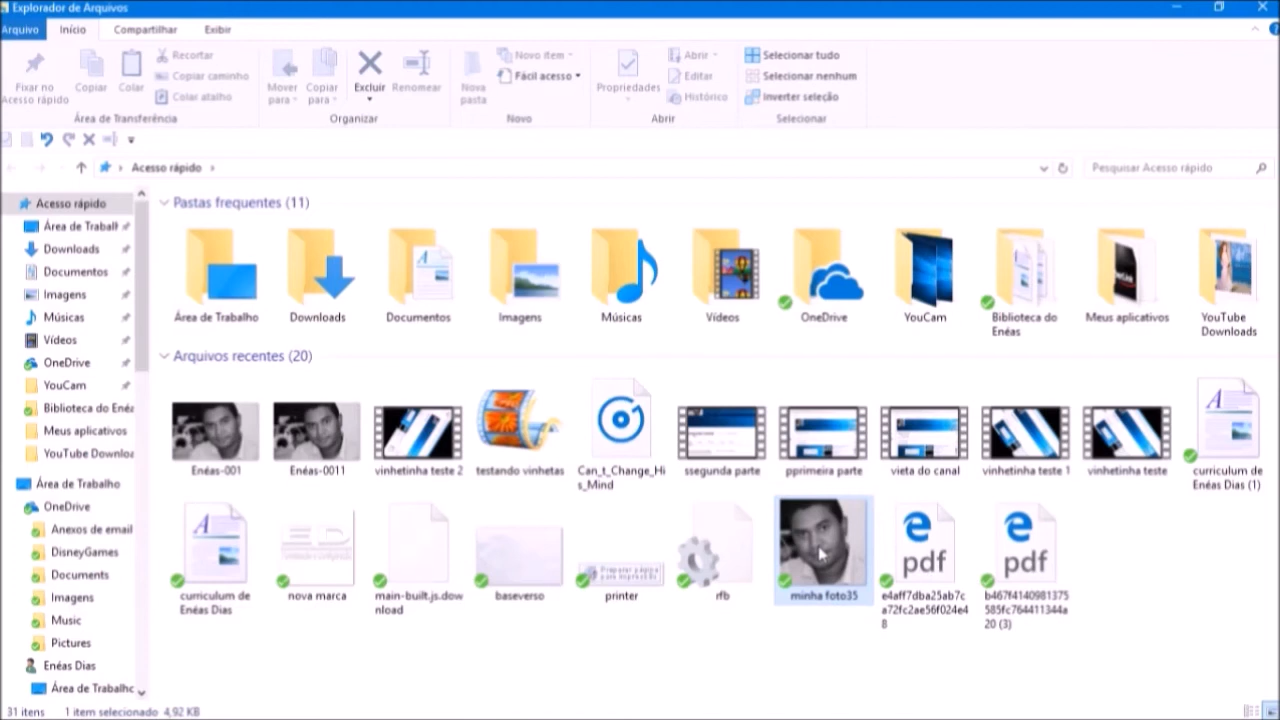 Explorador de Arquivos
Arquivo Início Compartilhar Exibir
Fixar no Acesso rápido
Copiar
Colar
Recortar
Copiar caminho
Colar atalho
Área de Transferência
Mover para
Copiar para
Excluir
Renomear
Organizar
Nova pasta
Novo item
Fácil acesso
Novo
Propriedades
Abrir
Editar
Histórico
Abrir
Selecionar tudo
Selecionar nenhum
Inverter seleção
Selecionar
Acesso rápido
Pesquisar Acesso rápido
Acesso rápido
Área de Traball
Downloads
Documentos
Imagens
Músicas
Vídeos
OneDrive
YouCam
Biblioteca do Enéa
Meus aplicativos
YouTube Downloa
Área de Trabalho
OneDrive
Anexos de email
DisneyGames
Documents
Imagens
Music
Pictures
Enéas Dias
Área de Trabalho
Pastas frequentes (11)
Área de Trabalho
Downloads
Documentos
Imagens
Músicas
Vídeos
OneDrive
YouCam
Biblioteca do Enéas
Meus aplicativos
YouTube Downloads
Arquivos recentes (20)
Enéas-001
Enéas-0011
vinhetinha teste 2
testando vinhetas
Can_t_Change_His_Mind
ssegunda parte
pprimeira parte
vieta do canal
vinhetinha teste 1
vinhetinha teste
curriculum de Enéas Dias (1)
curriculum de Enéas Dias
nova marca
main-built.js.download
baseverso
Preparar página para impressão
printer
rfb
minha foto35
pdf
e4aff7dba25ab7ca72fc2ae56f024e48
pdf
b467f4140981375585fc764411344a20 (3)
31 itens 1 item selecionado 4,92 KB